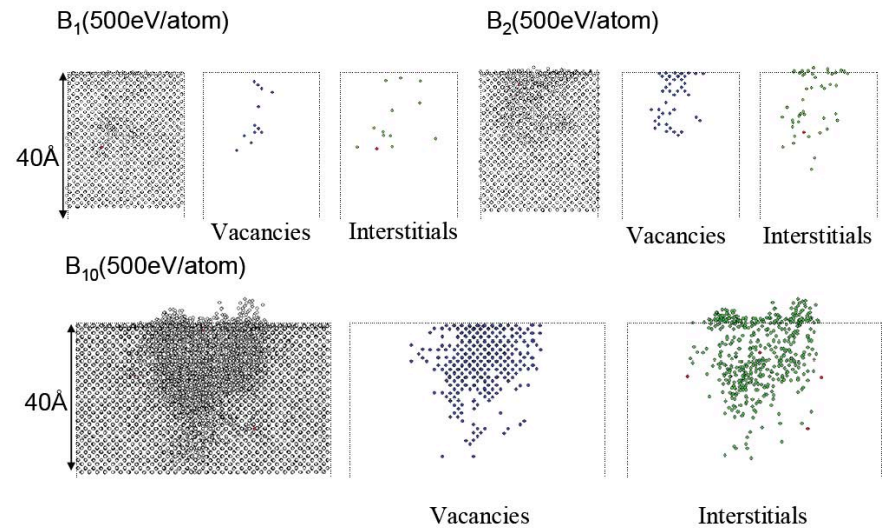 B₁(500eV/atom)
B₂(500eV/atom)
40Å
Vacancies
Interstitials
Vacancies
Interstitials
B₁₀(500eV/atom)
40Å
Vacancies
Interstitials